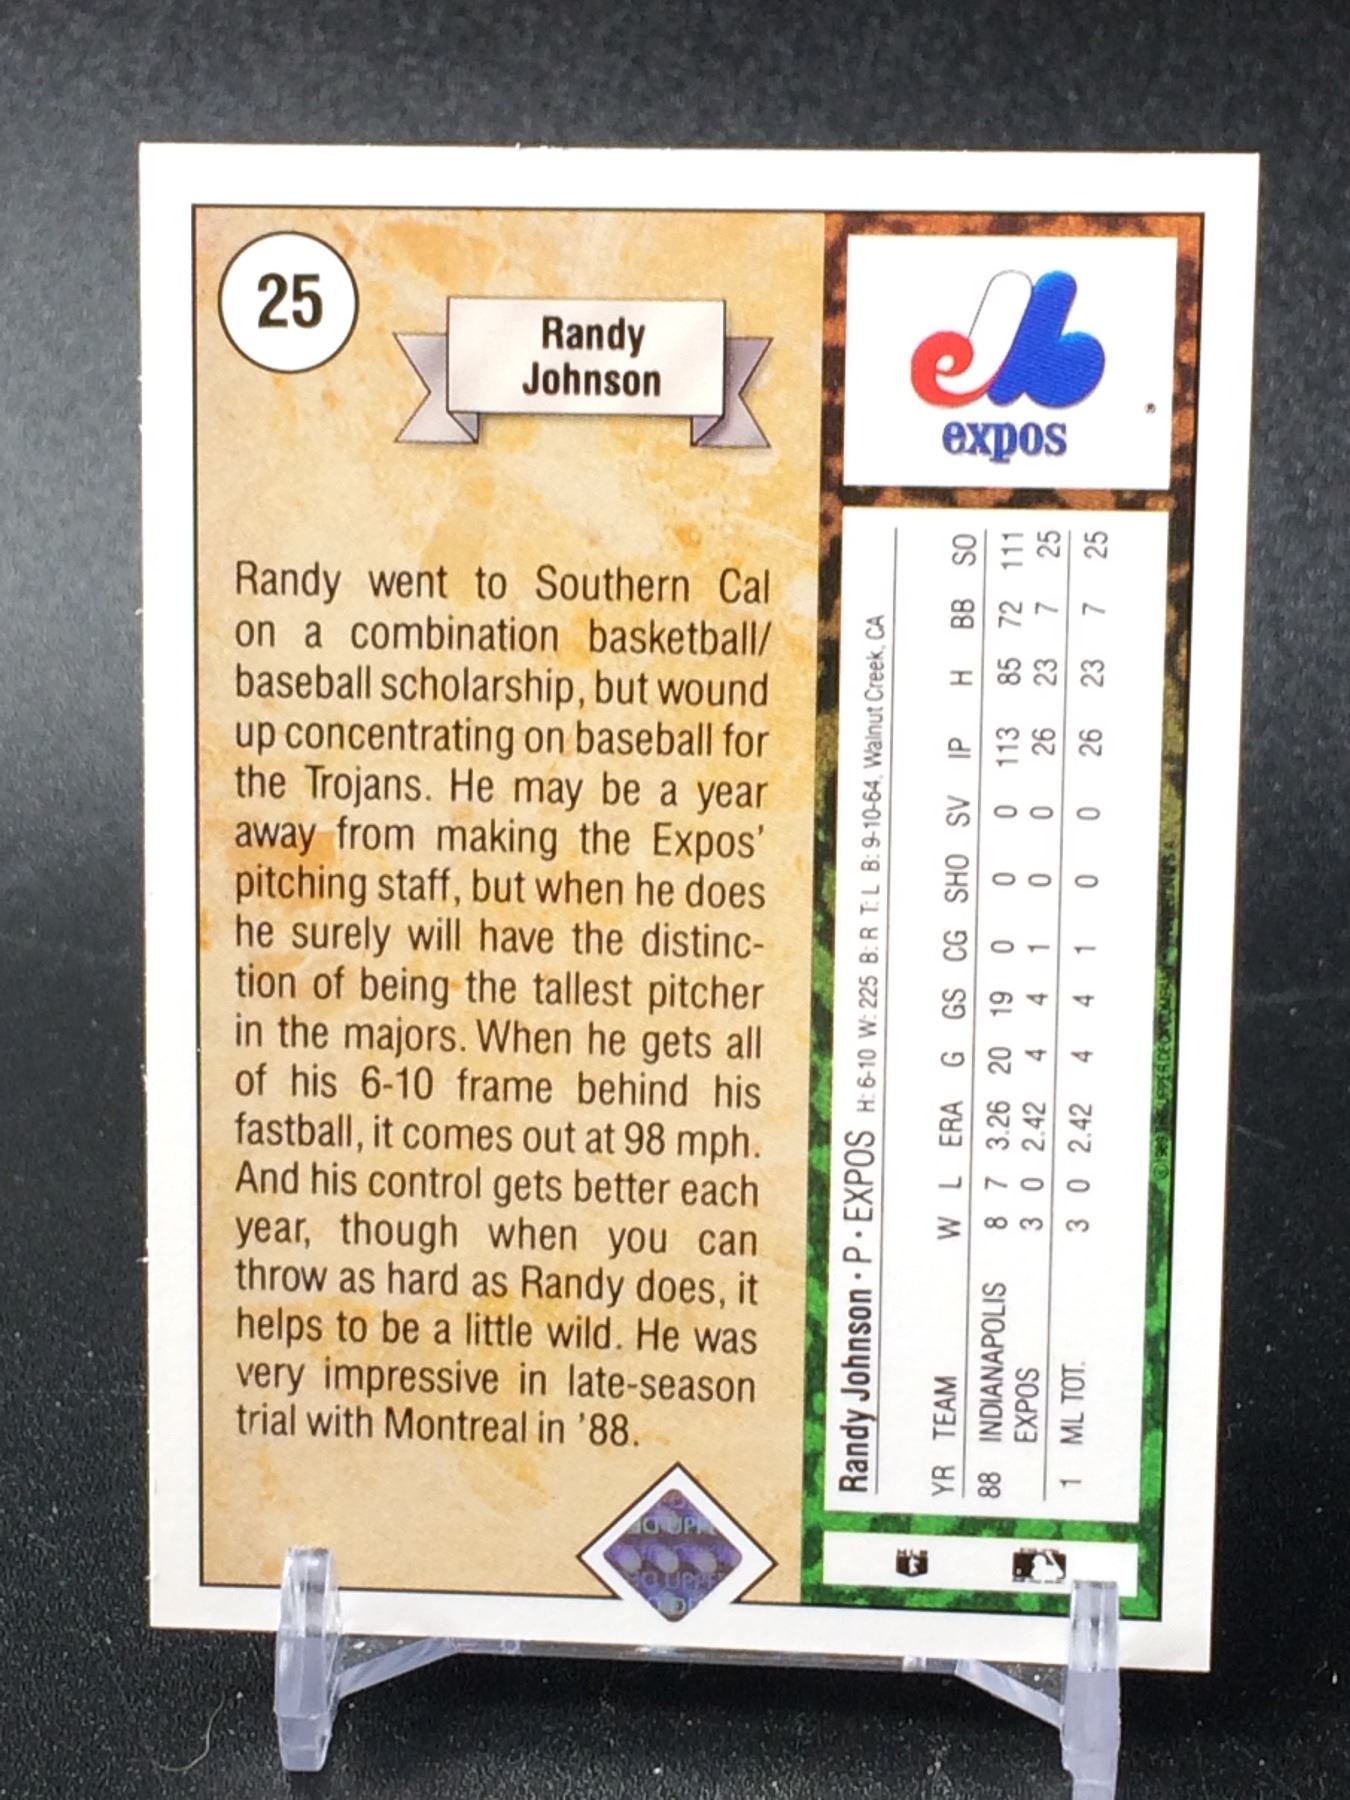 25
Randy
Johnson
Randy went to Southern Cal
on a combination basketball/
baseball scholarship, but wound
up concentrating on baseball for
the Trojans. He may be a year
away from making the Expos'
pitching staff, but when he does
he surely will have the distinc-
tion of being the tallest pitcher
in the majors. When he gets all
of his 6-10 frame behind his
fastball, it comes out at 98 mph.
And his control gets better each
year, though when you can
throw as hard as Randy does, it
helps to be a little wild. He was
very impressive in late-season
trial with Montreal in '88.
expos
Randy Johnson • P • EXPOS H: 6-10 W: 225 B: R T: L B: 9-10-64, Walnut Creek, CA
YR TEAM W L ERA G GS CG SHO SV IP H BB SO
88 INDIANAPOLIS 8 7 3.26 20 19 0 0 0 113 85 72 111
EXPOS 3 0 2.42 4 4 1 0 0 26 23 7 25
1 ML TOT. 3 0 2.42 4 4 1 0 0 26 23 7 25